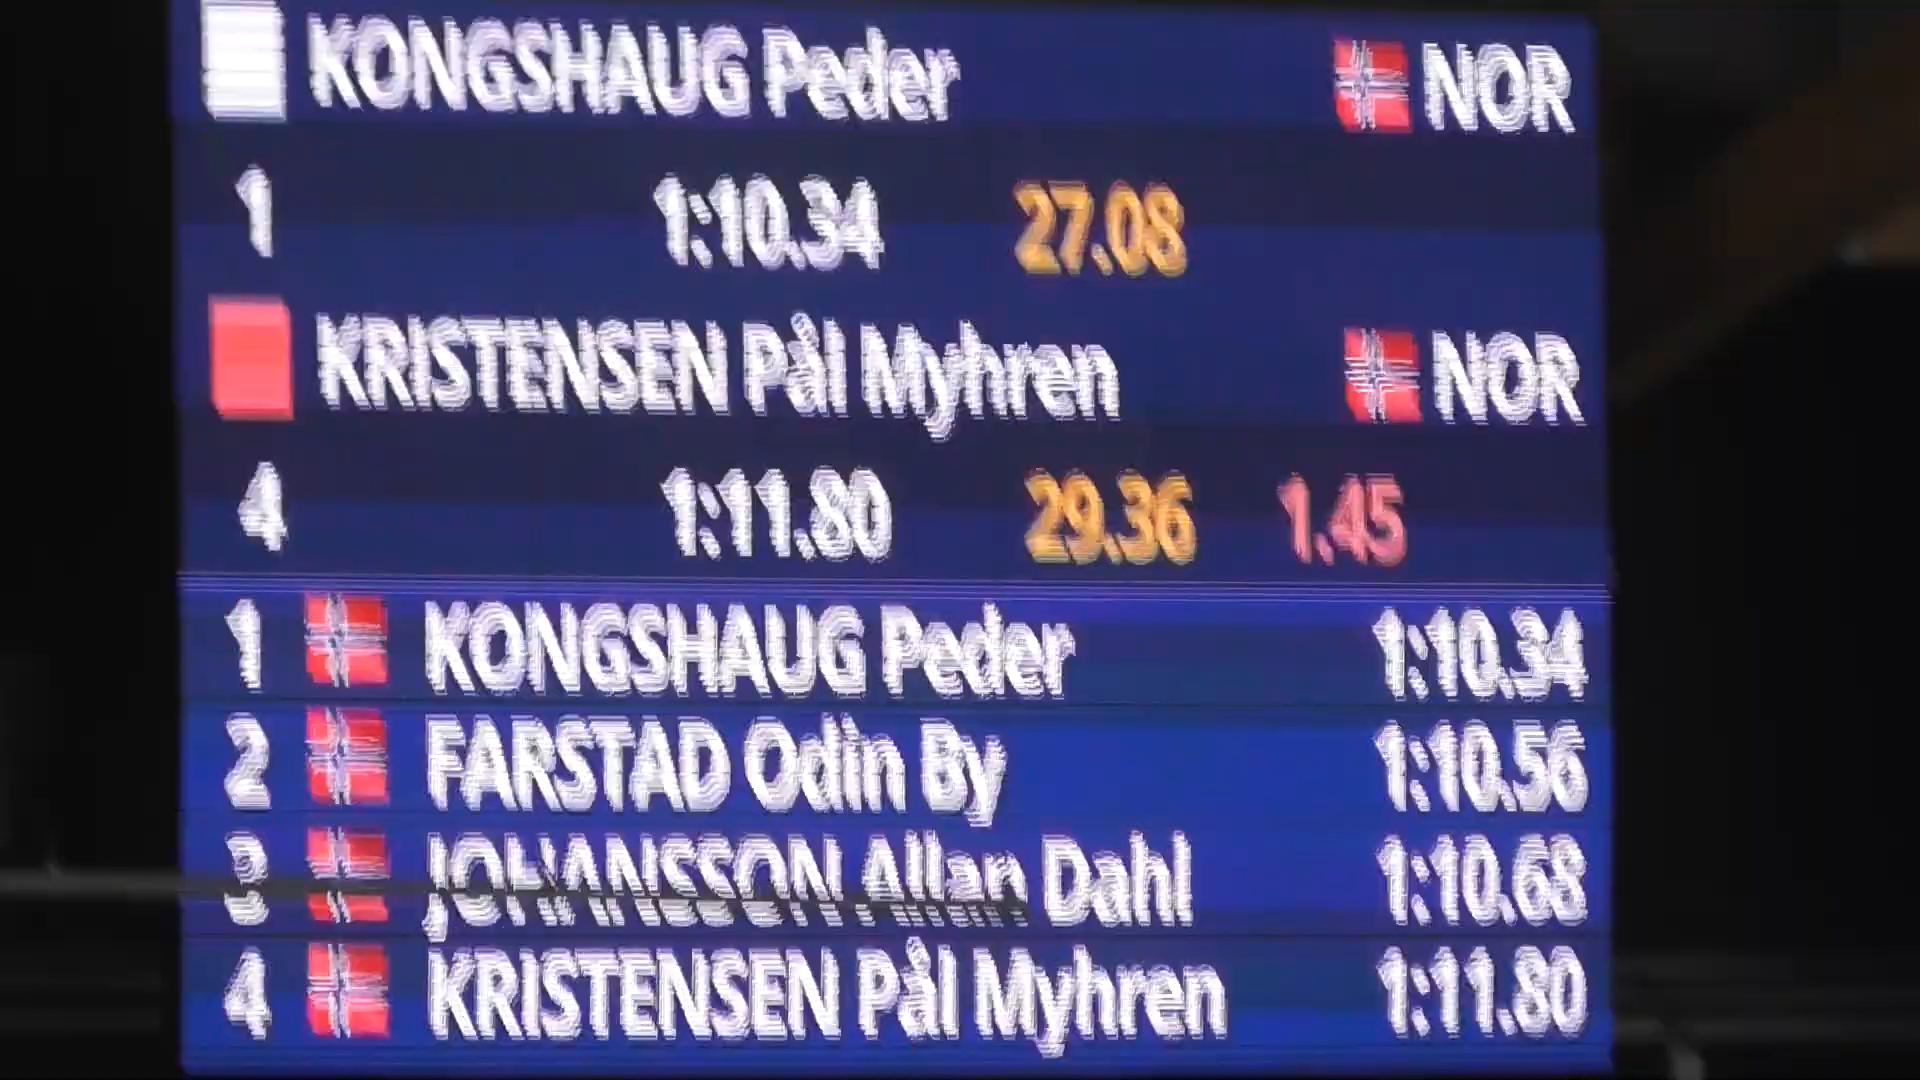 KONGSHAUG Peder NOR
1 1:10.34 27.08
KRISTENSEN Pål Myhren NOR
4 1:11.80 29.36 1.45
1 KONGSHAUG Peder 1:10.34
2 FARSTAD Odin By 1:10.56
3 JOHANSSON Allan Dahl 1:10.68
4 KRISTENSEN Pål Myhren 1:11.80